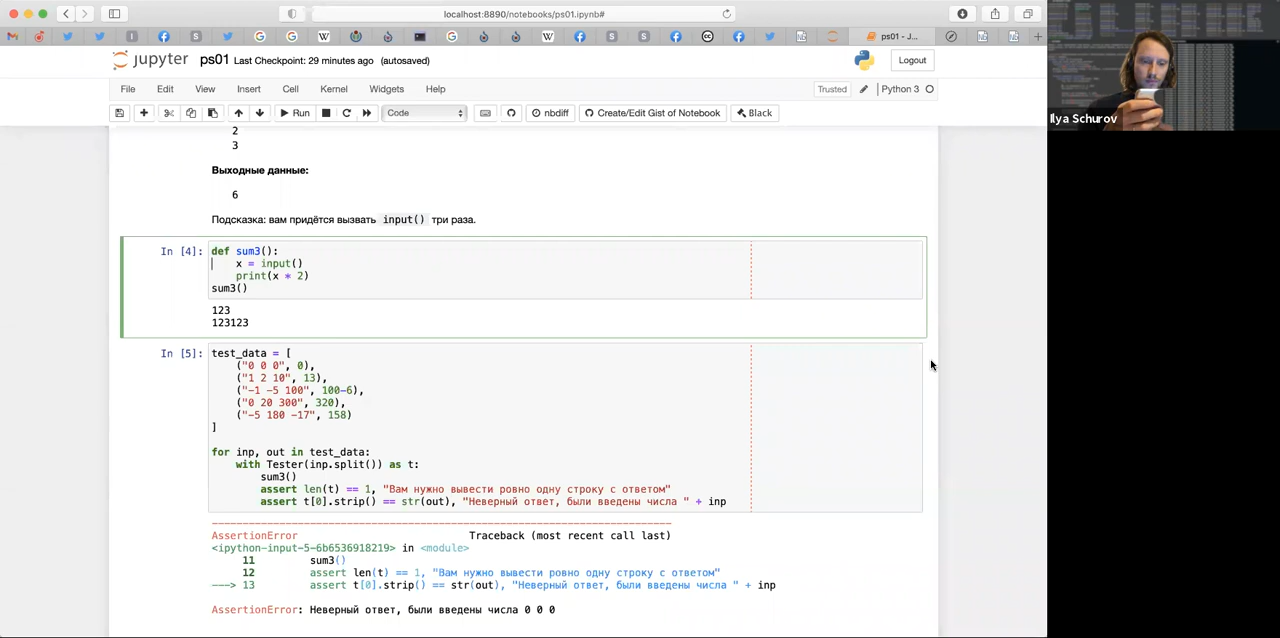 localhost:8890/notebooks/ps01.ipynb#
ps01 - J...
jupyter ps01 Last Checkpoint: 29 minutes ago (autosaved)
Logout
File Edit View Insert Cell Kernel Widgets Help
Trusted
Python 3
Run
Code
nbdiff
Create/Edit Gist of Notebook
Black
Ilya Schurov
2
3
Выходные данные:
6
Подсказка: вам придётся вызвать input() три раза.
In [4]: def sum3():
x = input()
print(x * 2)
sum3()
123
123123
In [5]: test_data = [
("0 0 0", 0),
("1 2 10", 13),
("-1 -5 100", 100-6),
("0 20 300", 320),
("-5 180 -17", 158)
]
for inp, out in test_data:
with Tester(inp.split()) as t:
sum3()
assert len(t) == 1, "Вам нужно вывести ровно одну строку с ответом"
assert t[0].strip() == str(out), "Неверный ответ, были введены числа " + inp
---------------------------------------------------------------------------
AssertionError Traceback (most recent call last)
<ipython-input-5-6b6536918219> in <module>
11 sum3()
12 assert len(t) == 1, "Вам нужно вывести ровно одну строку с ответом"
---> 13 assert t[0].strip() == str(out), "Неверный ответ, были введены числа " + inp
AssertionError: Неверный ответ, были введены числа 0 0 0